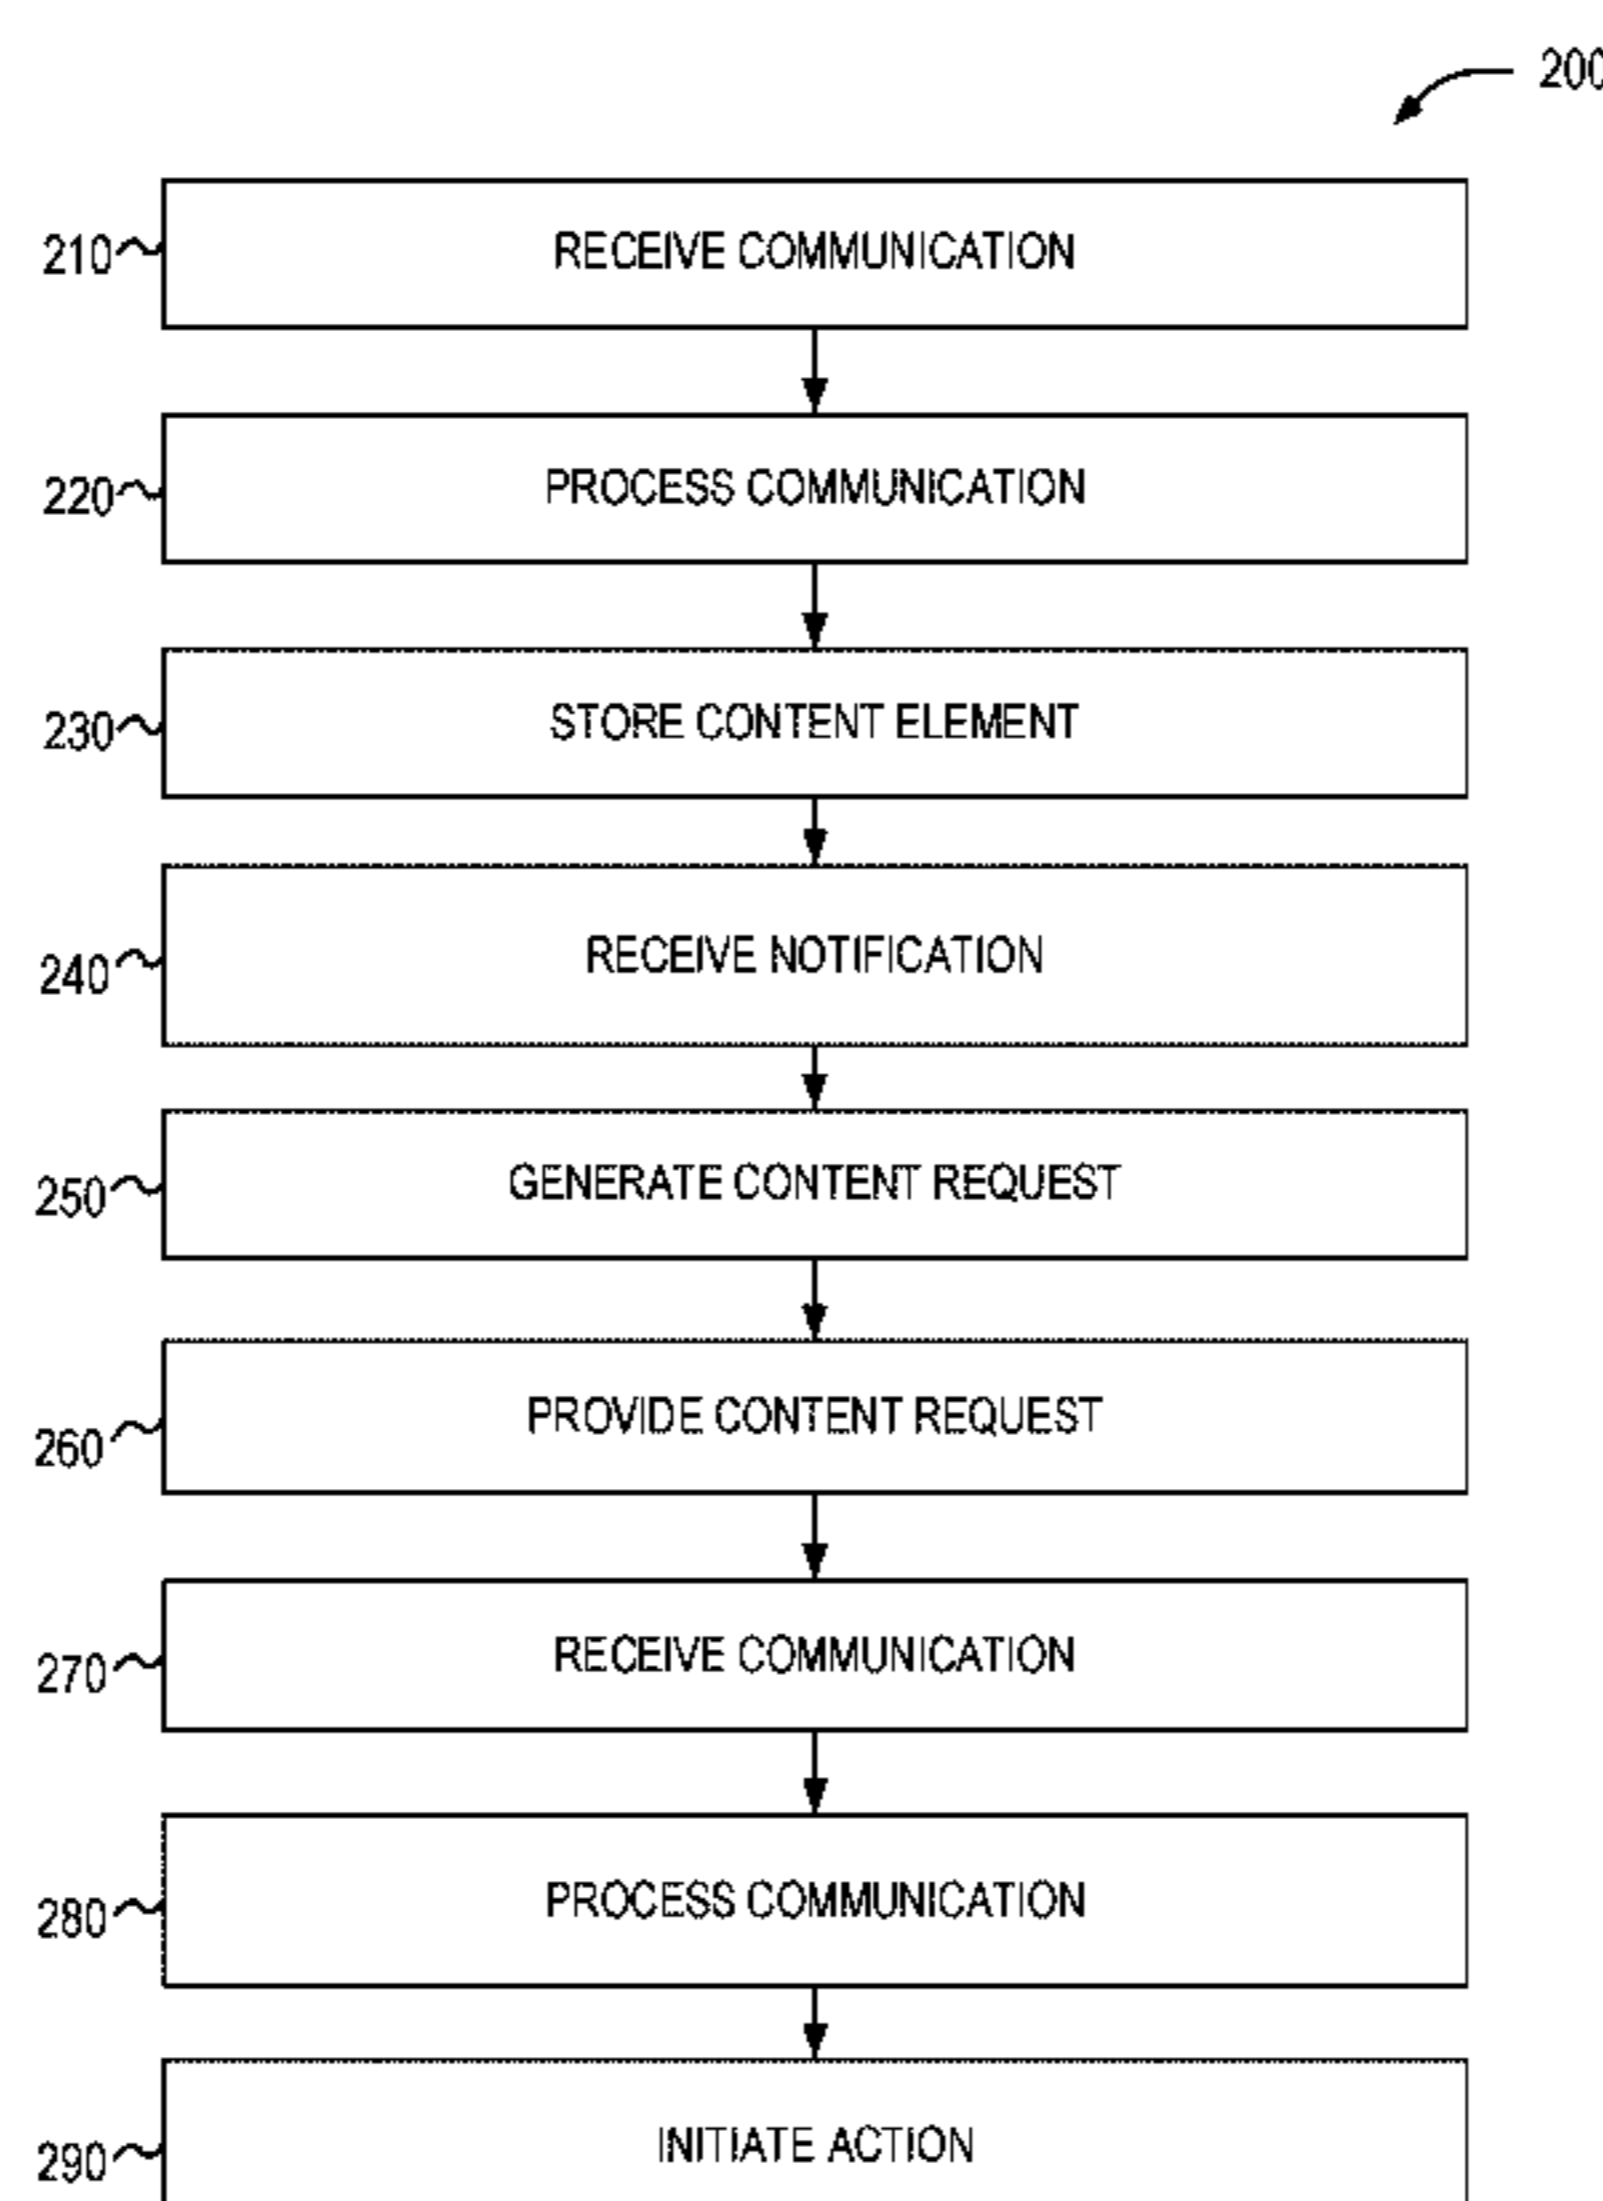 200
210 RECEIVE COMMUNICATION
220 PROCESS COMMUNICATION
230 STORE CONTENT ELEMENT
240 RECEIVE NOTIFICATION
250 GENERATE CONTENT REQUEST
260 PROVIDE CONTENT REQUEST
270 RECEIVE COMMUNICATION
280 PROCESS COMMUNICATION
290 INITIATE ACTION